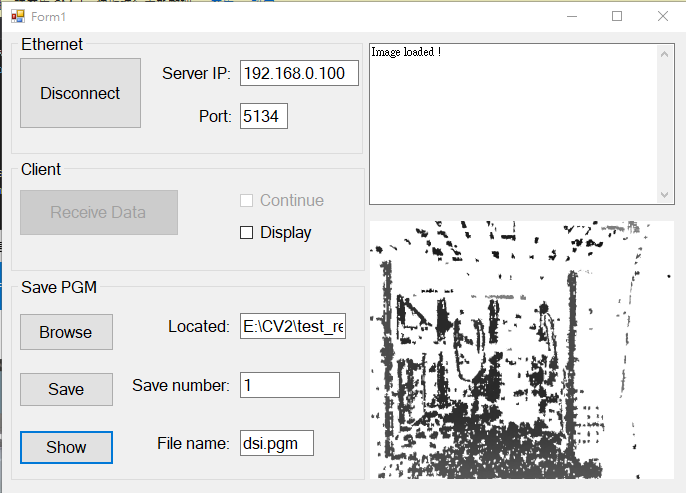 Form1
Ethernet
Disconnect
Server IP:
192.168.0.100
Port:
5134
Client
Receive Data
Continue
Display
Save PGM
Browse
Located:
E:\CV2\test_re
Save
Save number:
1
Show
File name:
dsi.pgm
Image loaded !